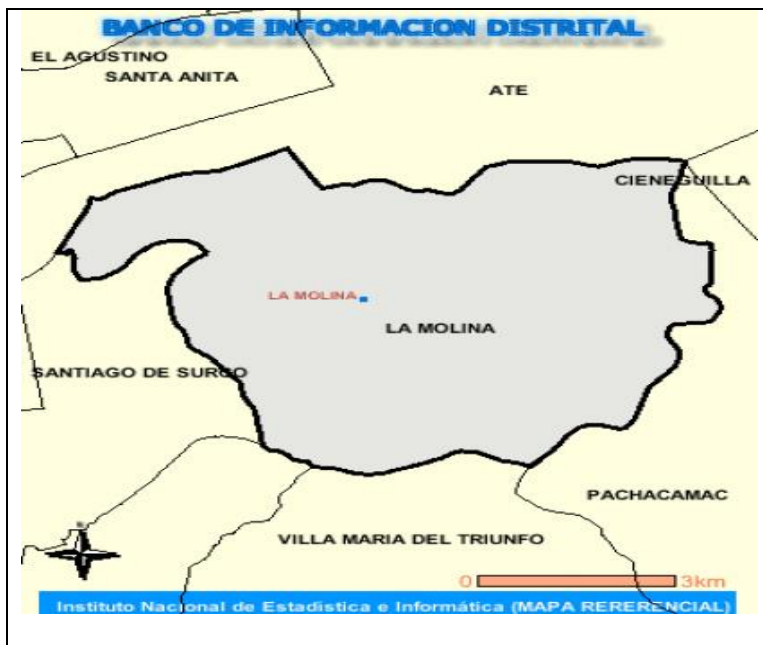 BANCO DE INFORMACION DISTRITAL
EL AGUSTINO
SANTA ANITA
ATE
CIENEGUILLA
LA MOLINA
LA MOLINA
SANTIAGO DE SURCO
PACHACAMAC
VILLA MARIA DEL TRIUNFO
N
0 3km
Instituto Nacional de Estadística e Informática (MAPA RERERENCIAL)